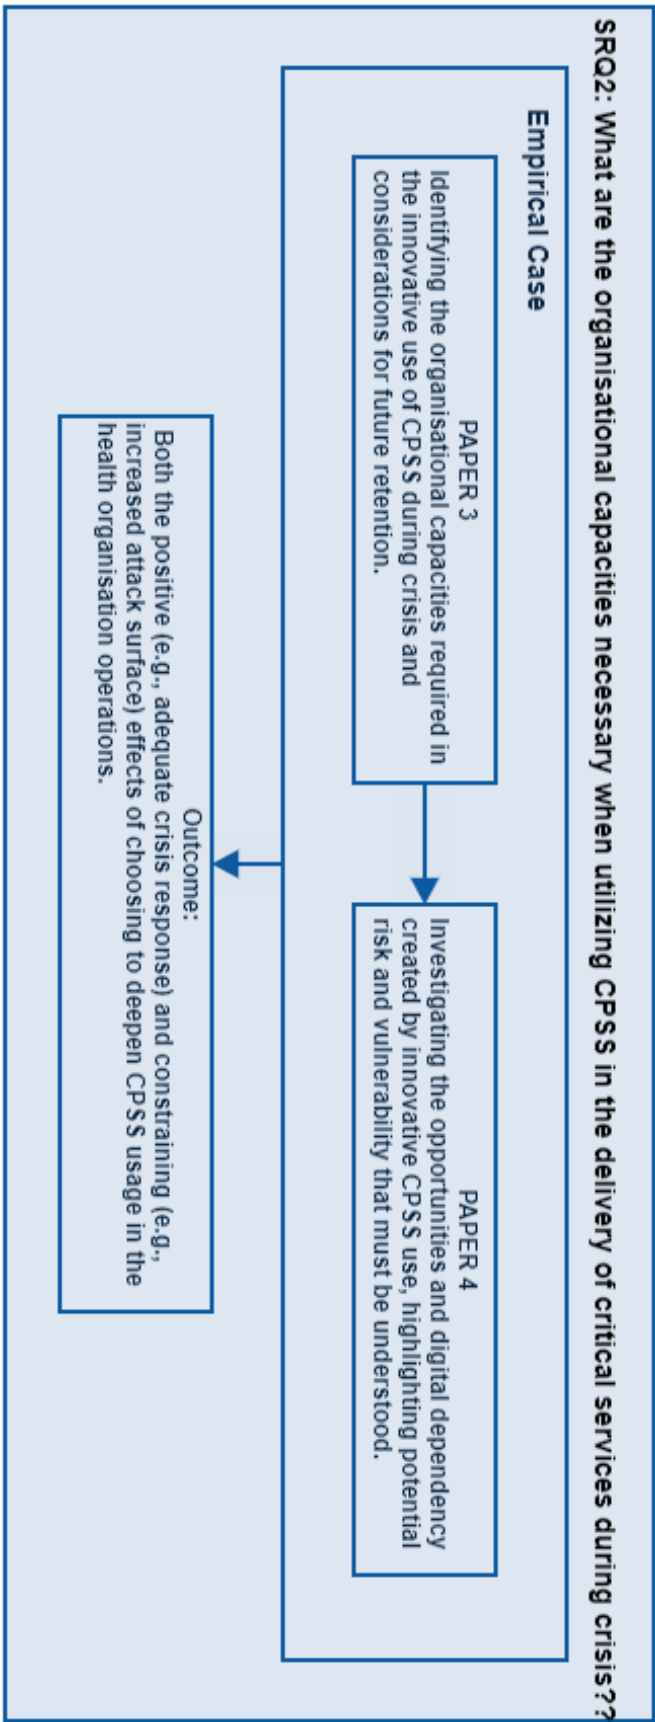 SRQ2: What are the organisational capacities necessary when utilizing CPSS in the delivery of critical services during crisis??
Empirical Case
PAPER 3
Identifying the organisational capacities required in
the innovative use of CPSS during crisis and
considerations for future retention.
PAPER 4
Investigating the opportunities and digital dependency
created by innovative CPSS use, highlighting potential
risk and vulnerability that must be understood.
Outcome:
Both the positive (e.g., adequate crisis response) and constraining (e.g.,
increased attack surface) effects of choosing to deepen CPSS usage in the
health organisation operations.